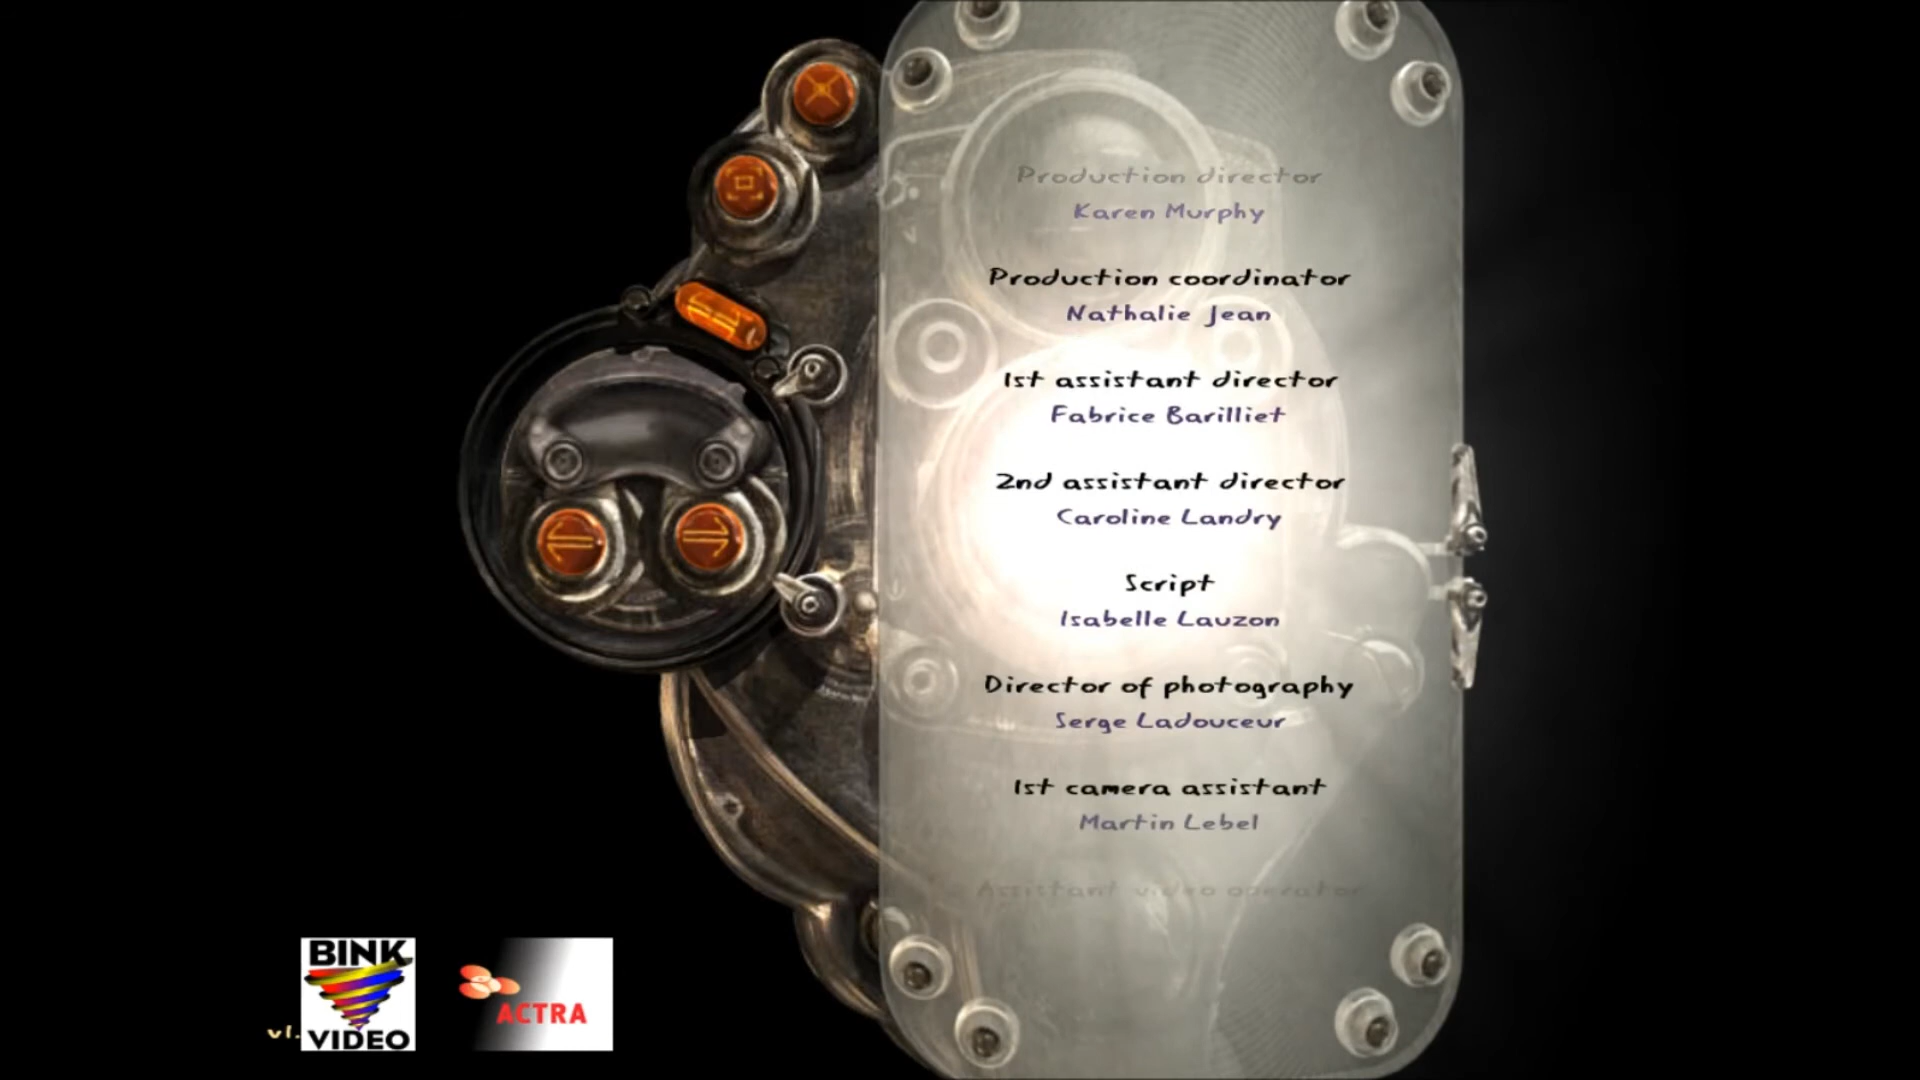 Production director
Karen Murphy
Production coordinator
Nathalie Jean
1st assistant director
Fabrice Barilliet
2nd assistant director
Caroline Landry
Script
Isabelle Lauzon
Director of photography
Serge Ladouceur
1st camera assistant
Martin Lebel
Assistant video operator
v1.
BINK
VIDEO
ACTRA